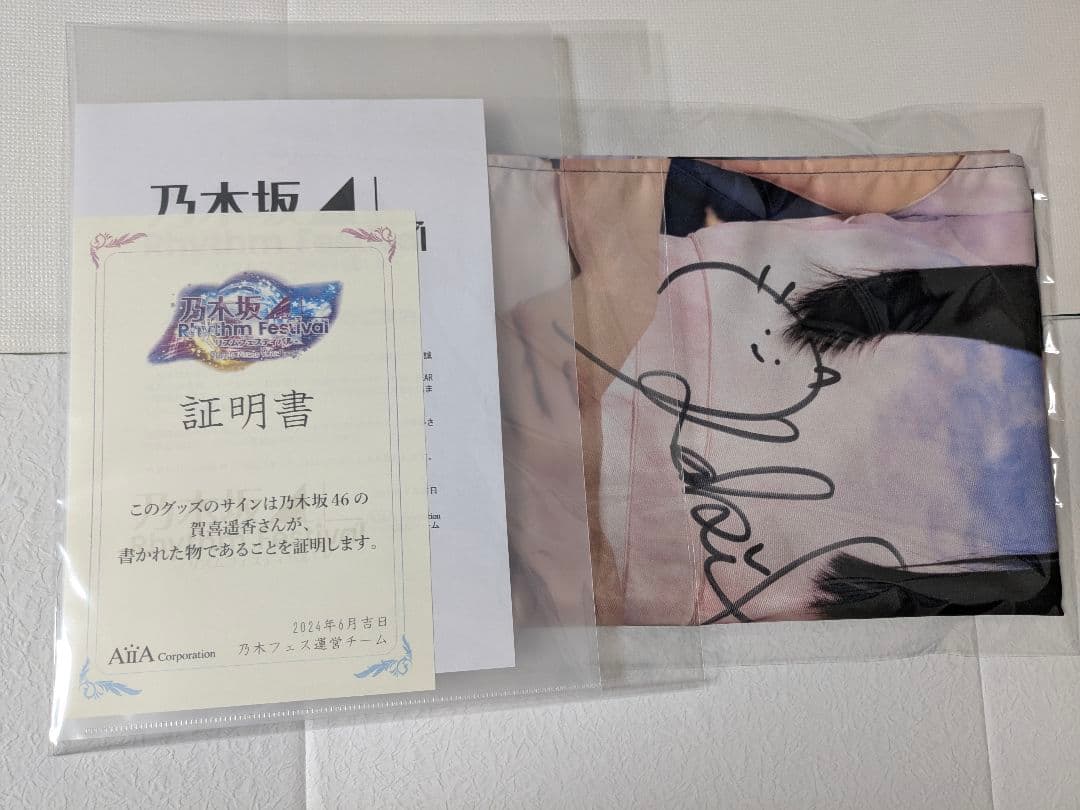 乃木坂
乃木坂
Rhythm Festival
リズムフェスティバル
証明書
このグッズのサインは乃木坂46の
賀喜遥香さんが、
書かれた物であることを証明します。
2024年6月吉日
乃木フェス運営チーム
AiiA Corporation